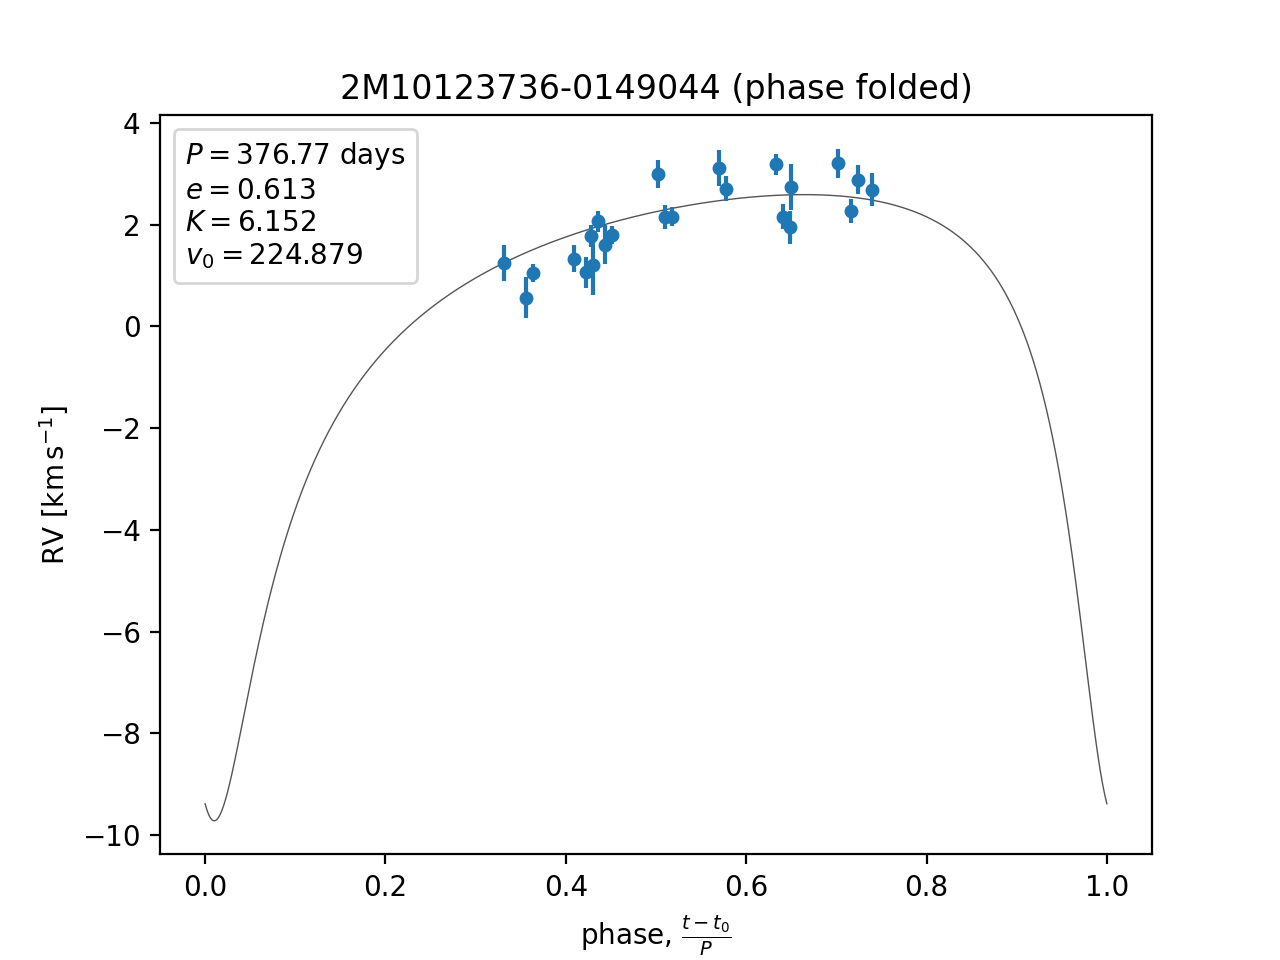 2M10123736-0149044 (phase folded)
P = 376.77 days
e = 0.613
K = 6.152
v₀ = 224.879
4
2
0
−2
−4
−6
−8
−10
RV [km s⁻¹]
0.0 0.2 0.4 0.6 0.8 1.0
phase, (t − t₀)/P